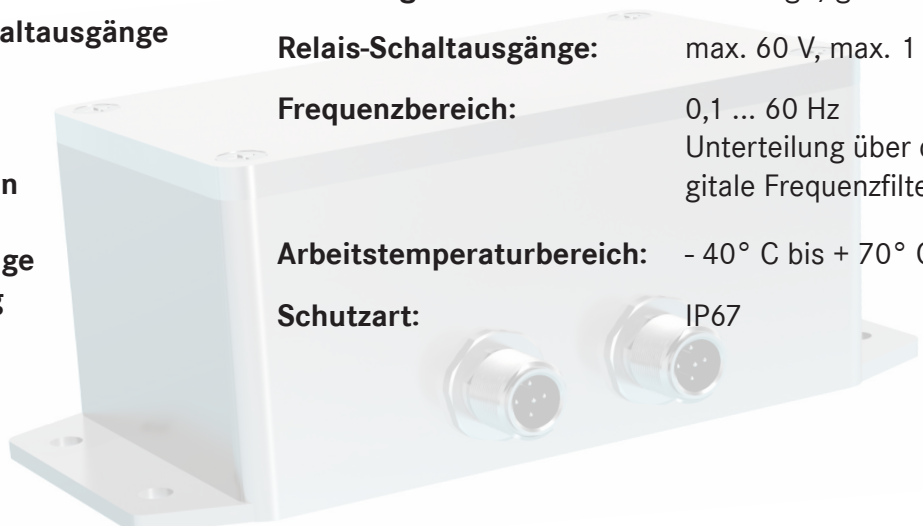 altausgänge
n
ge
g
Relais-Schaltausgänge: max. 60 V, max. 1
Frequenzbereich: 0,1 ... 60 Hz
Unterteilung über
gitale Frequenzfilte
Arbeitstemperaturbereich: - 40° C bis + 70°
Schutzart: IP67